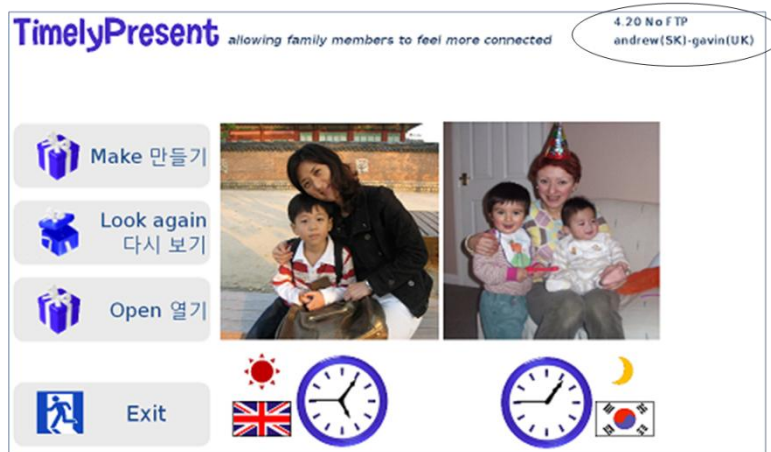 TimelyPresent allowing family members to feel more connected
4.20 No FTP
andrew(SK)-gavin(UK)
Make 만들기
Look again
다시 보기
Open 열기
Exit